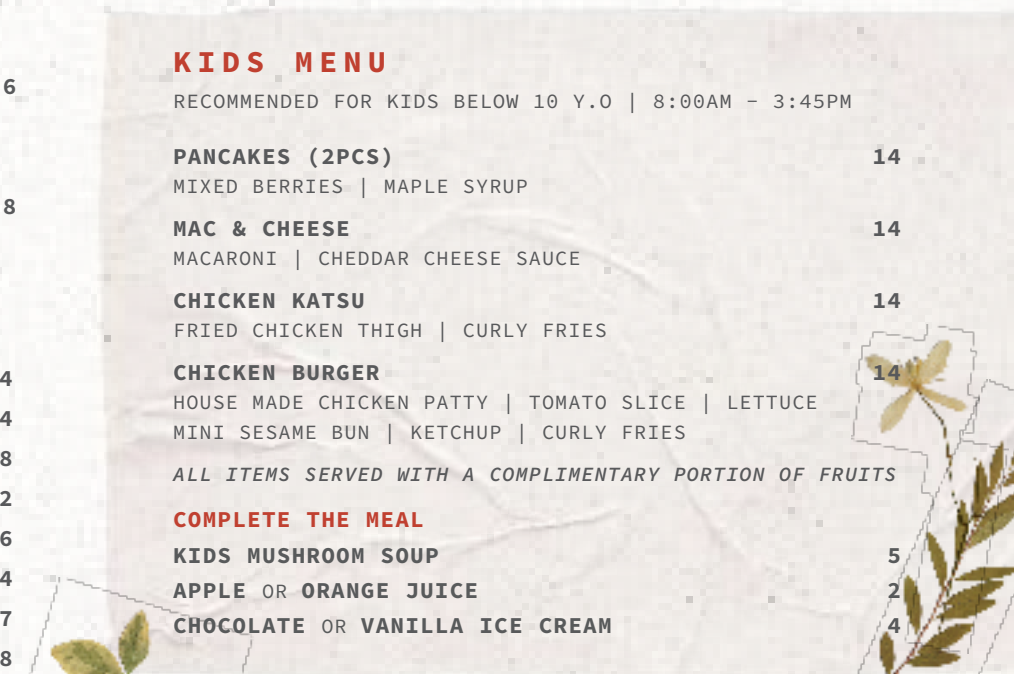 KIDS MENU
RECOMMENDED FOR KIDS BELOW 10 Y.O | 8:00AM – 3:45PM
PANCAKES (2PCS) 14
MIXED BERRIES | MAPLE SYRUP
MAC & CHEESE 14
MACARONI | CHEDDAR CHEESE SAUCE
CHICKEN KATSU 14
FRIED CHICKEN THIGH | CURLY FRIES
CHICKEN BURGER 14
HOUSE MADE CHICKEN PATTY | TOMATO SLICE | LETTUCE
MINI SESAME BUN | KETCHUP | CURLY FRIES
ALL ITEMS SERVED WITH A COMPLIMENTARY PORTION OF FRUITS
COMPLETE THE MEAL
KIDS MUSHROOM SOUP 5
APPLE OR ORANGE JUICE 2
CHOCOLATE OR VANILLA ICE CREAM 4
6
8
4
4
8
2
6
4
7
8